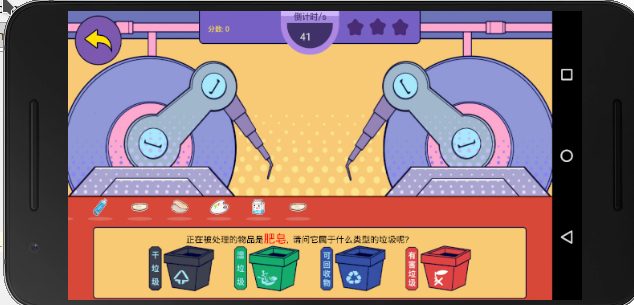 倒计时/s
分数: 0
41
正在被处理的物品是肥皂, 请问它属于什么类型的垃圾呢?
干垃圾
湿垃圾
可回收物
有害垃圾